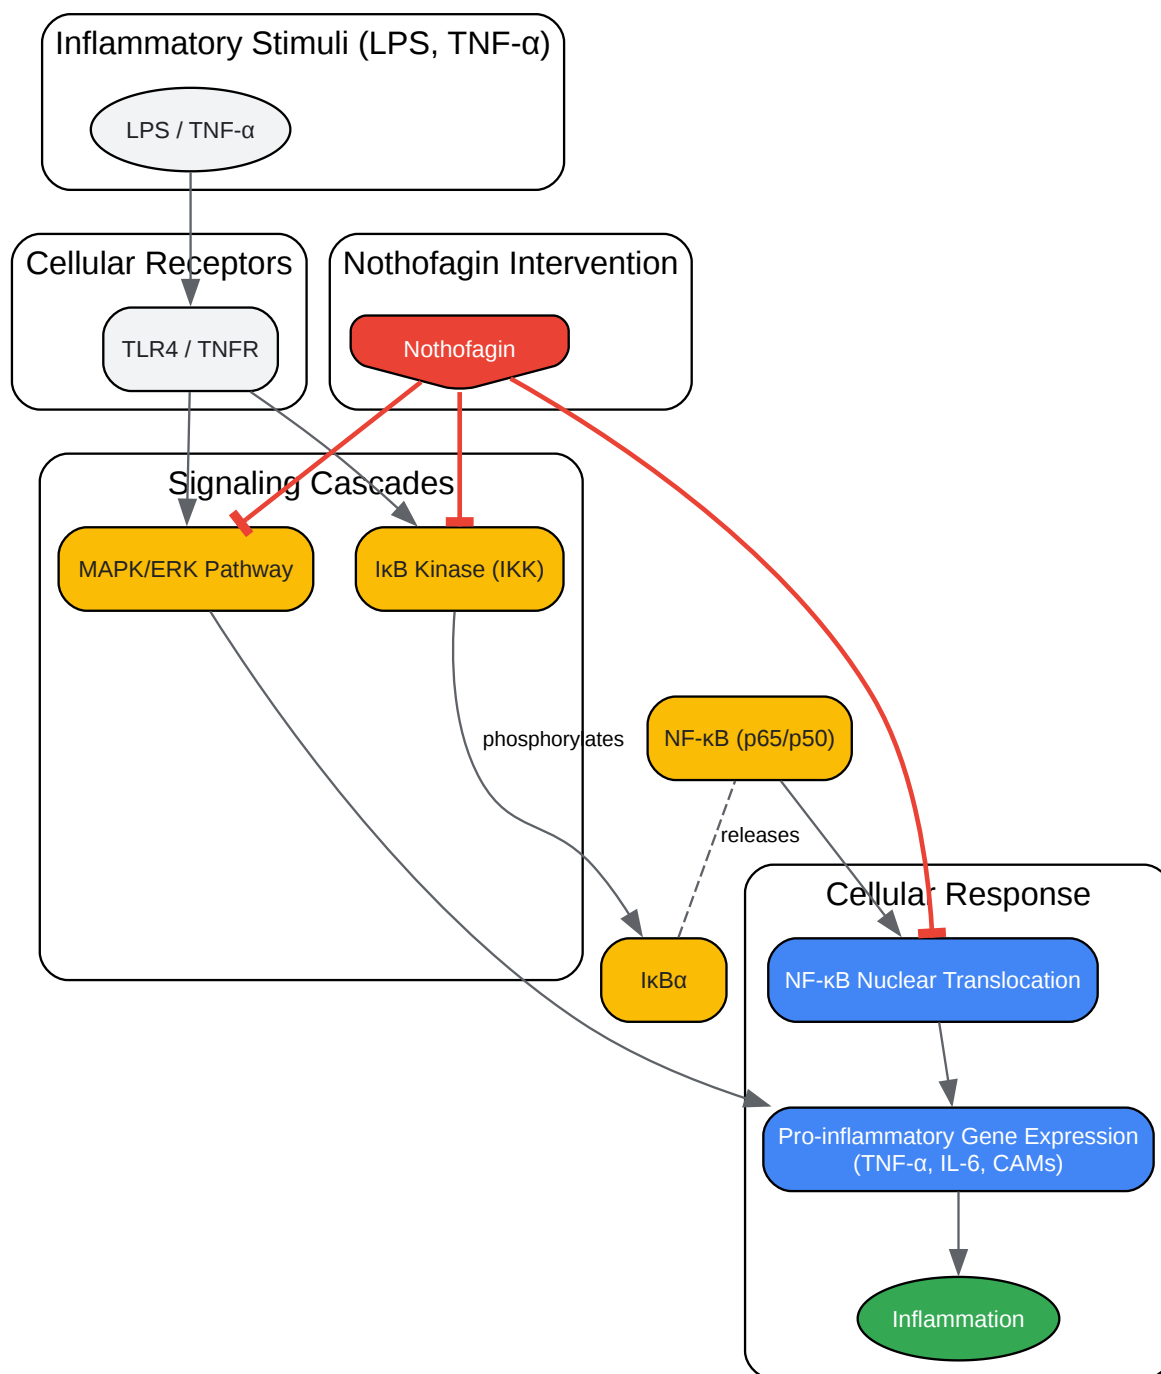 Inflammatory Stimuli (LPS, TNF-α)
LPS / TNF-α
Cellular Receptors
TLR4 / TNFR
Nothofagin Intervention
Nothofagin
Signaling Cascades
MAPK/ERK Pathway
IκB Kinase (IKK)
phosphorylates
NF-κB (p65/p50)
releases
IκBα
Cellular Response
NF-κB Nuclear Translocation
Pro-inflammatory Gene Expression
(TNF-α, IL-6, CAMs)
Inflammation